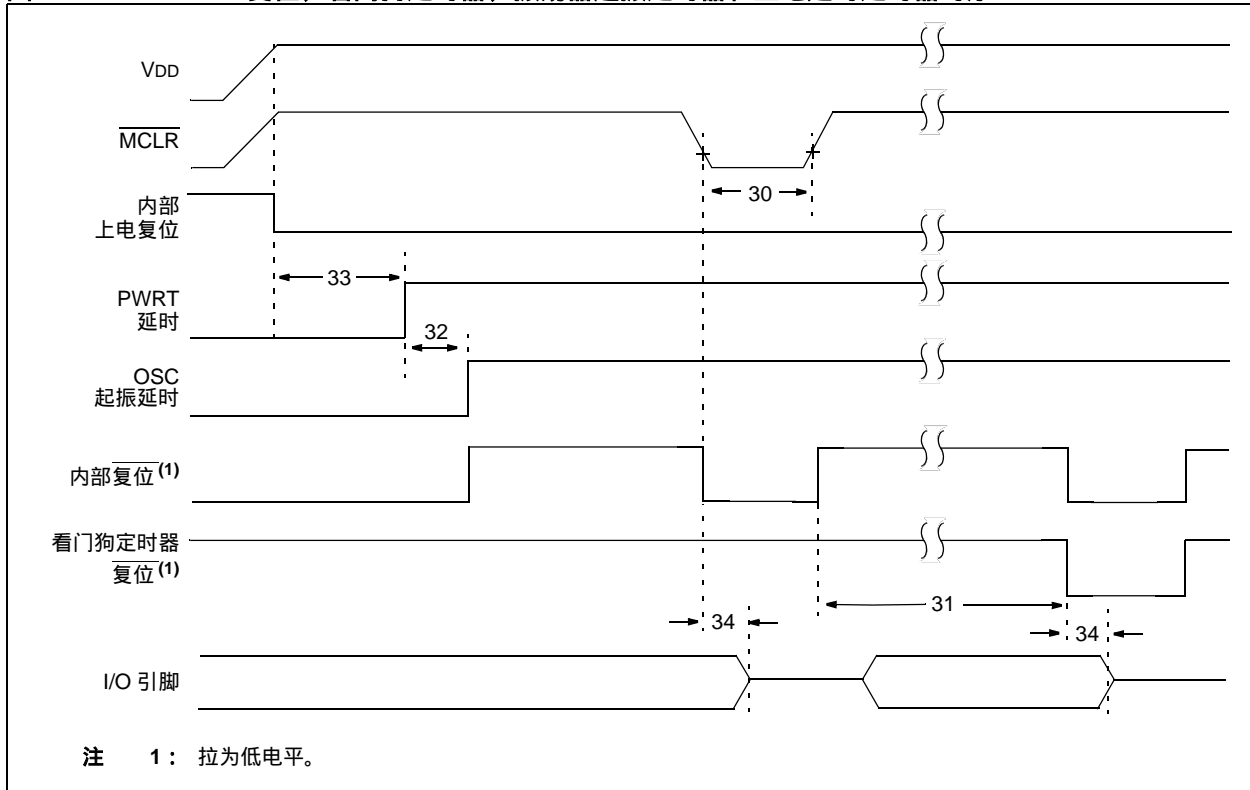 VDD
MCLR
30
内部
上电复位
33
PWRT
延时
32
OSC
起振延时
内部复位(1)
看门狗定时器
复位(1)
31
34
34
I/O 引脚
注 1： 拉为低电平。